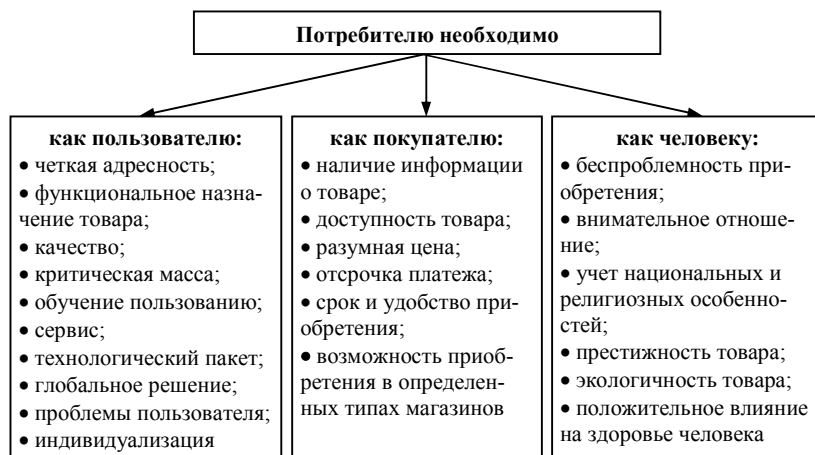 Потребителю необходимо
как пользователю:
• четкая адресность;
• функциональное назна-
чение товара;
• качество;
• критическая масса;
• обучение пользованию;
• сервис;
• технологический пакет;
• глобальное решение;
• проблемы пользователя;
• индивидуализация
как покупателю:
• наличие информации
о товаре;
• доступность товара;
• разумная цена;
• отсрочка платежа;
• срок и удобство при-
обретения;
• возможность приоб-
ретения в определен-
ных типах магазинов
как человеку:
• беспроблемность при-
обретения;
• внимательное отноше-
ние;
• учет национальных и
религиозных особенно-
стей;
• престижность товара;
• экологичность товара;
• положительное влияние
на здоровье человека